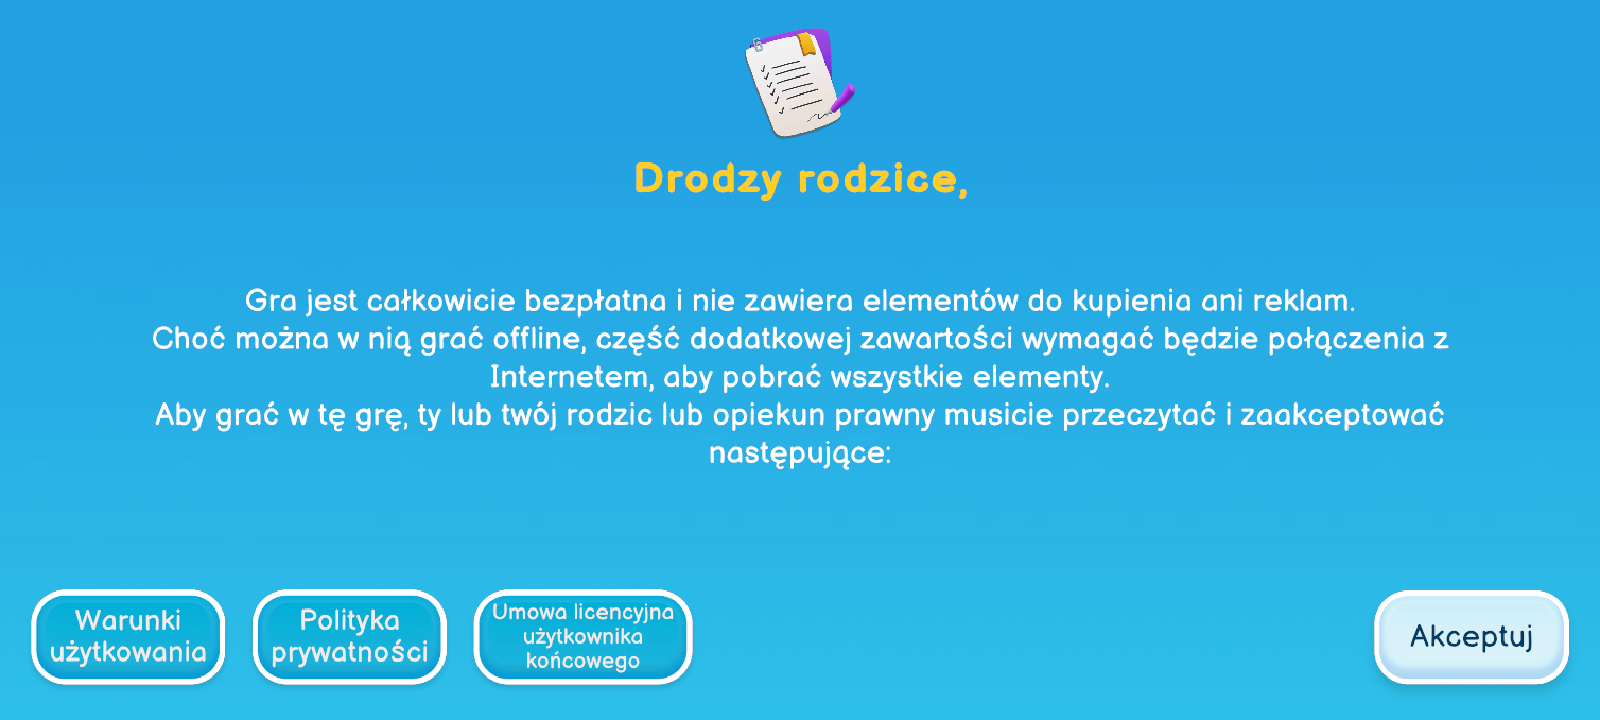 Drodzy rodzice,
Gra jest całkowicie bezpłatna i nie zawiera elementów do kupienia ani reklam.
Choć można w nią grać offline, część dodatkowej zawartości wymagać będzie połączenia z
Internetem, aby pobrać wszystkie elementy.
Aby grać w tę grę, ty lub twój rodzic lub opiekun prawny musicie przeczytać i zaakceptować
następujące:
Warunki
użytkowania
Polityka
prywatności
Umowa licencyjna
użytkownika
końcowego
Akceptuj